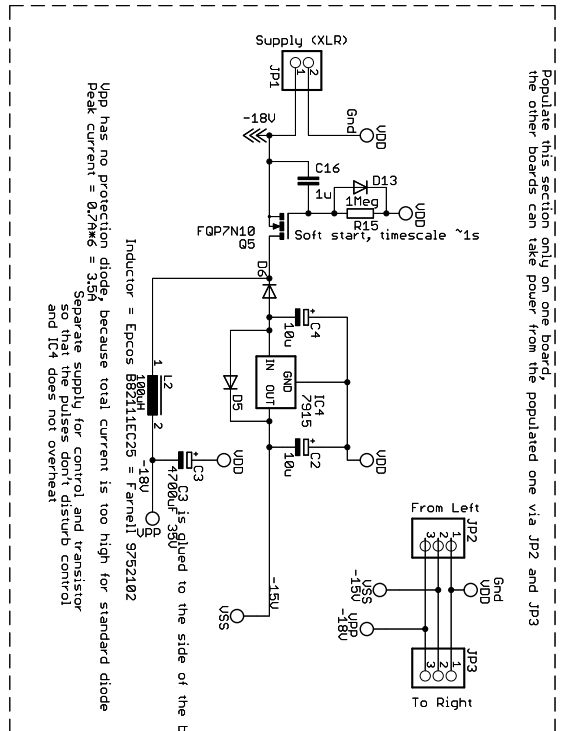 Supply (XLR)
JP1
1 2
-18V
Gnd
VDD
C16
1u
D13
1Meg
R15
VDD
FQP7N10
Q5
Soft start, timescale ~1s
D6
C4
10u
IN
GND
OUT
IC4
7915
D5
C2
10u
VDD
1
L2
100uH
2
-18V
VPP
C3
4700uF 35V
VDD
C3 is glued to the side of the b
-15V
VSS
From Left
JP2
3 2 1
Gnd
VDD
VSS
-15V
VPP
-18V
JP3
3 2 1
To Right
Populate this section only on one board,
the other boards can take power from the populated one via JP2 and JP3
Vpp has no protection diode, because total current is too high for standard diode
Peak current = 0.7A*6 = 3.5A
Inductor = Epcos B82111EC25 = Farnell 9752102
Separate supply for control and transistor
so that the pulses don't disturb control
and IC4 does not overheat